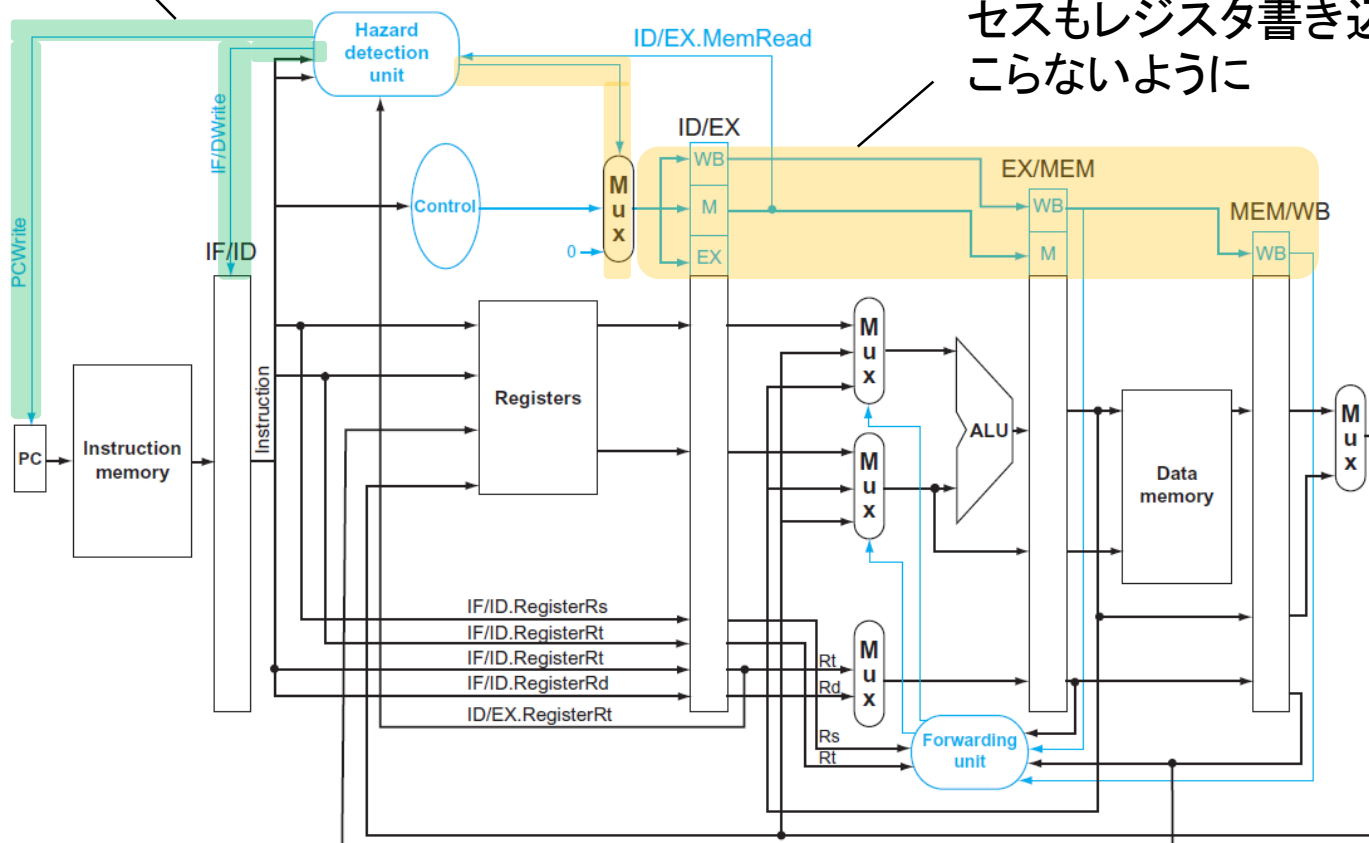 セスもレジスタ書き込
こらないように
Hazard
detection
unit
ID/EX.MemRead
ID/EX
WB
M
EX
EX/MEM
WB
M
MEM/WB
WB
IF/DWrite
PCWrite
Control
M
u
x
0
IF/ID
PC
Instruction
memory
Instruction
Registers
M
u
x
M
u
x
ALU
Data
memory
M
u
x
IF/ID.RegisterRs
IF/ID.RegisterRt
IF/ID.RegisterRt
IF/ID.RegisterRd
ID/EX.RegisterRt
Rt
Rd
M
u
x
Rs
Rt
Forwarding
unit